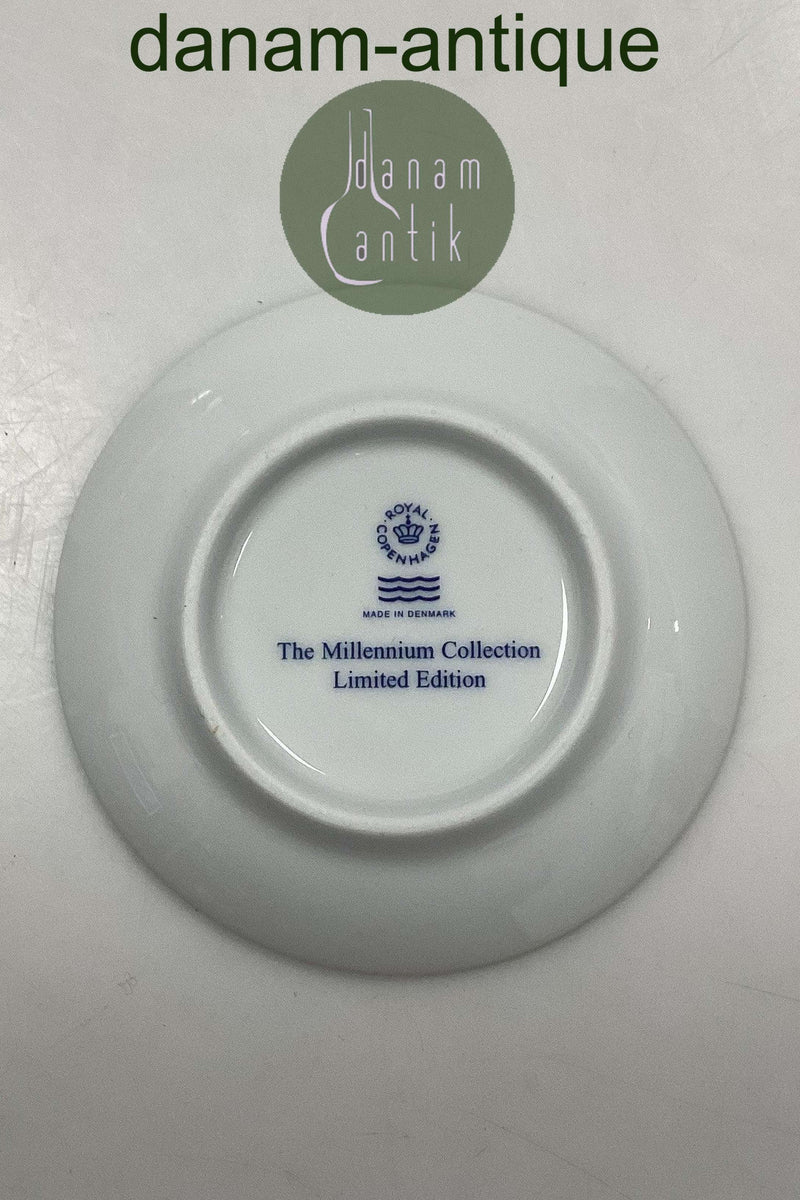 danam-antique
danam
antik
ROYAL
COPENHAGEN
MADE IN DENMARK
The Millennium Collection
Limited Edition